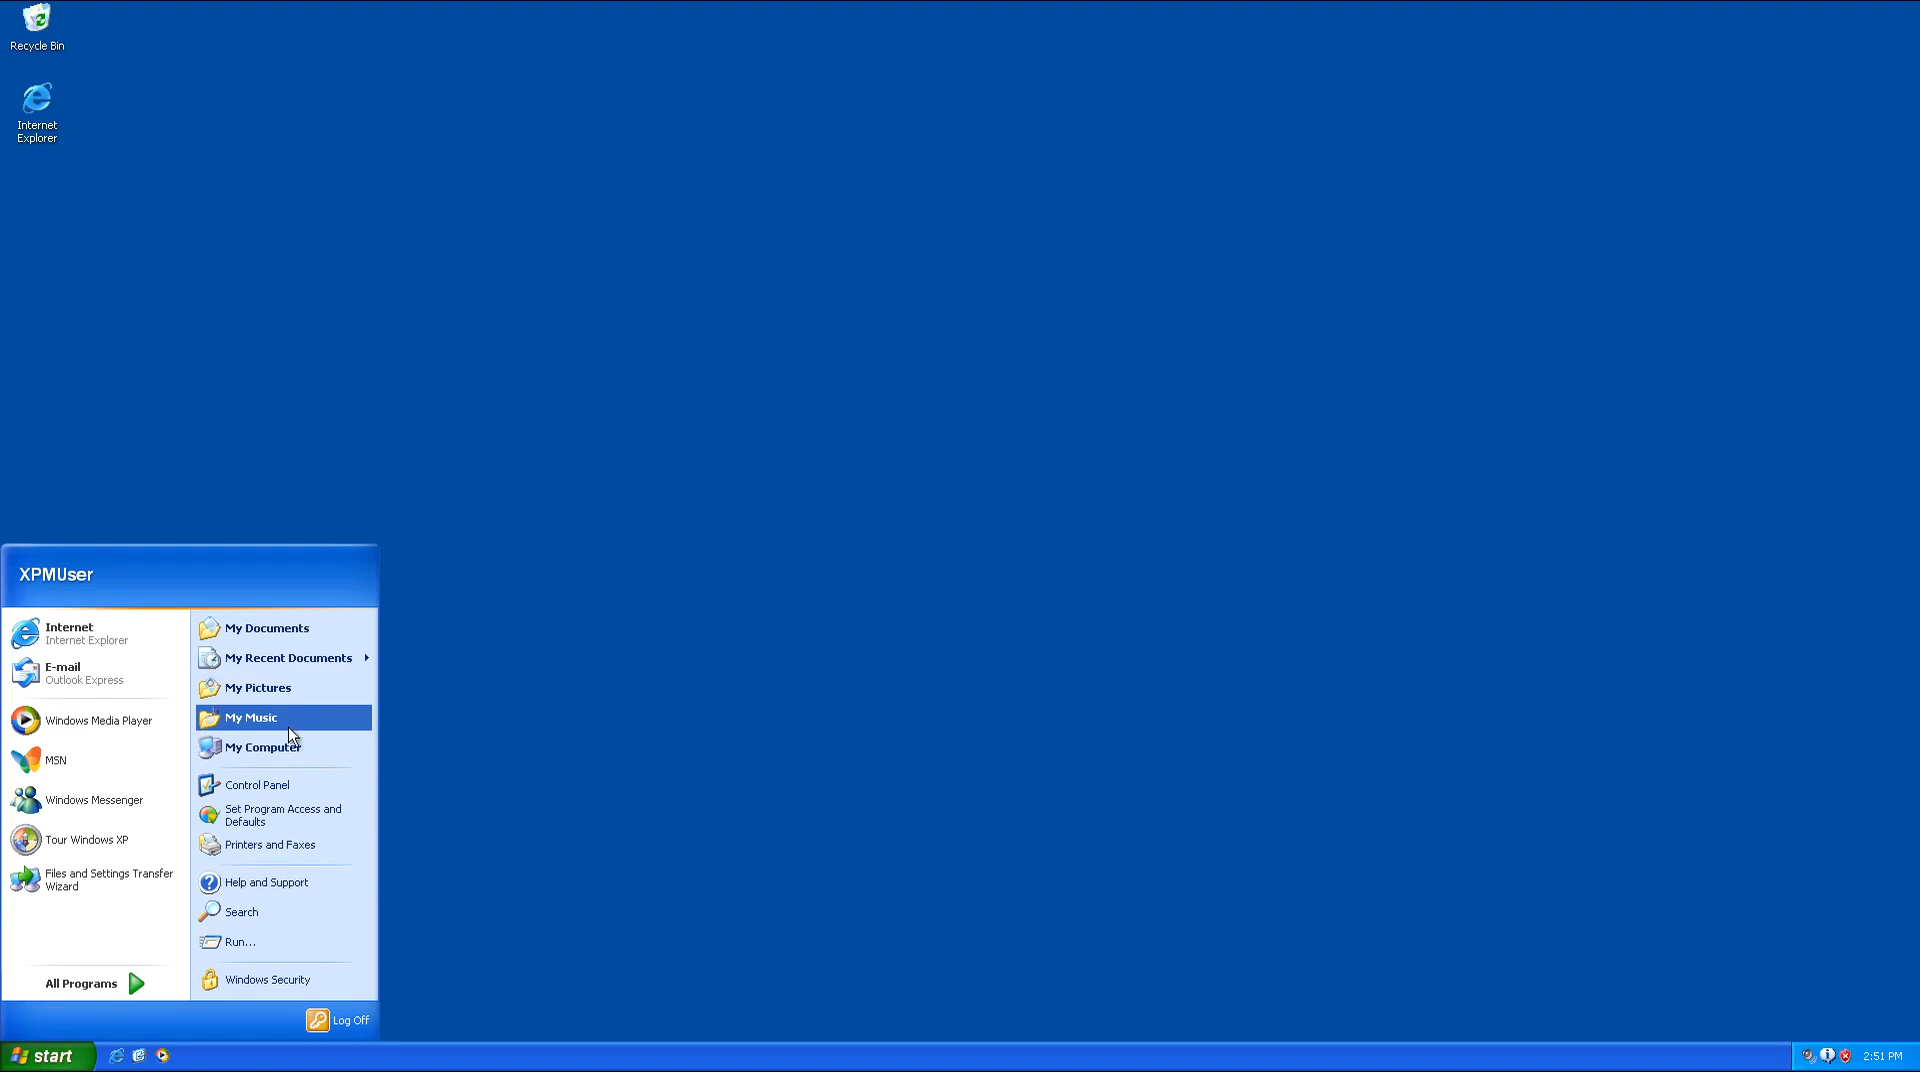 Recycle Bin
Internet
Explorer
XPMUser
Internet
Internet Explorer
E-mail
Outlook Express
Windows Media Player
MSN
Windows Messenger
Tour Windows XP
Files and Settings Transfer
Wizard
All Programs
My Documents
My Recent Documents
My Pictures
My Music
My Computer
Control Panel
Set Program Access and
Defaults
Printers and Faxes
Help and Support
Search
Run...
Windows Security
Log Off
start
2:51 PM